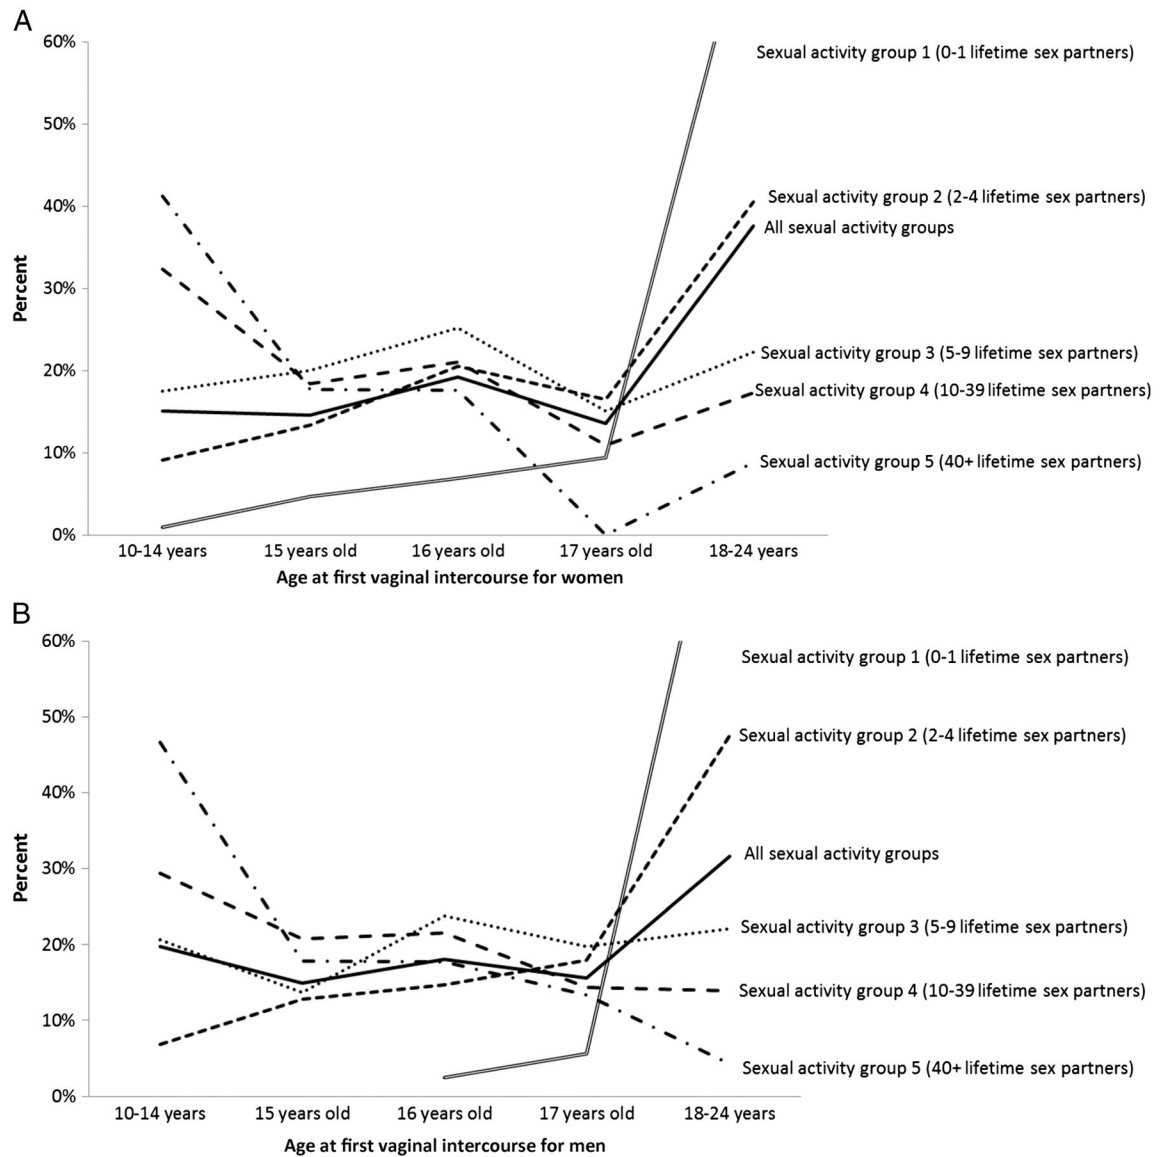 A
60%
Sexual activity group 1 (0-1 lifetime sex partners)
50%
40%
Sexual activity group 2 (2-4 lifetime sex partners)
All sexual activity groups
30%
Percent
20%
Sexual activity group 3 (5-9 lifetime sex partners)
Sexual activity group 4 (10-39 lifetime sex partners)
10%
Sexual activity group 5 (40+ lifetime sex partners)
0%
10-14 years 15 years old 16 years old 17 years old 18-24 years
Age at first vaginal intercourse for women
B
60%
Sexual activity group 1 (0-1 lifetime sex partners)
50%
Sexual activity group 2 (2-4 lifetime sex partners)
40%
All sexual activity groups
30%
Percent
Sexual activity group 3 (5-9 lifetime sex partners)
20%
Sexual activity group 4 (10-39 lifetime sex partners)
10%
Sexual activity group 5 (40+ lifetime sex partners)
0%
10-14 years 15 years old 16 years old 17 years old 18-24 years
Age at first vaginal intercourse for men